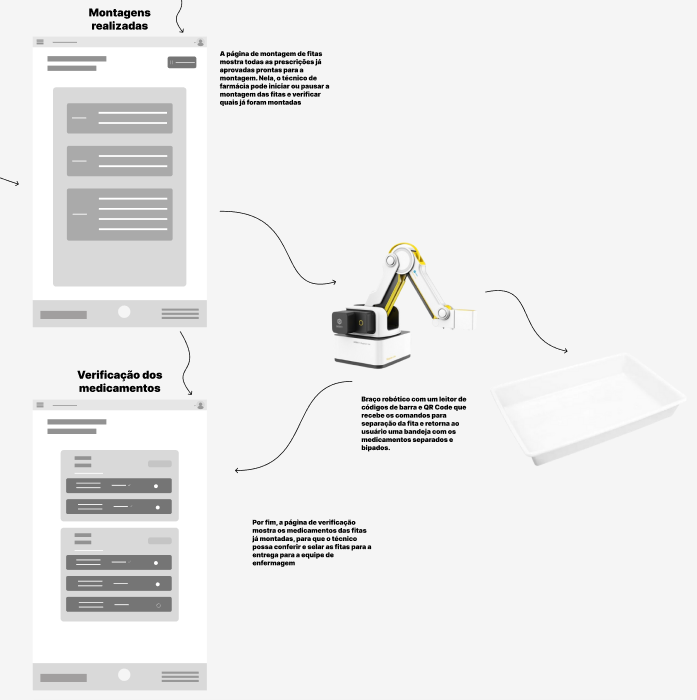 Montagens
realizadas
A página de montagem de fitas
mostra todas as prescrições já
aprovadas prontas para a
montagem. Nela, o técnico de
farmácia pode iniciar ou pausar a
montagem das fitas e verificar
quais já foram montadas
Verificação dos
medicamentos
Braço robótico com um leitor de
códigos de barra e QR Code que
recebe os comandos para
separação da fita e retorna ao
usuário uma bandeja com os
medicamentos separados e
bipados.
Por fim, a página de verificação
mostra os medicamentos das fitas
já montadas, para que o técnico
possa conferir e selar as fitas para a
entrega para a equipe de
enfermagem